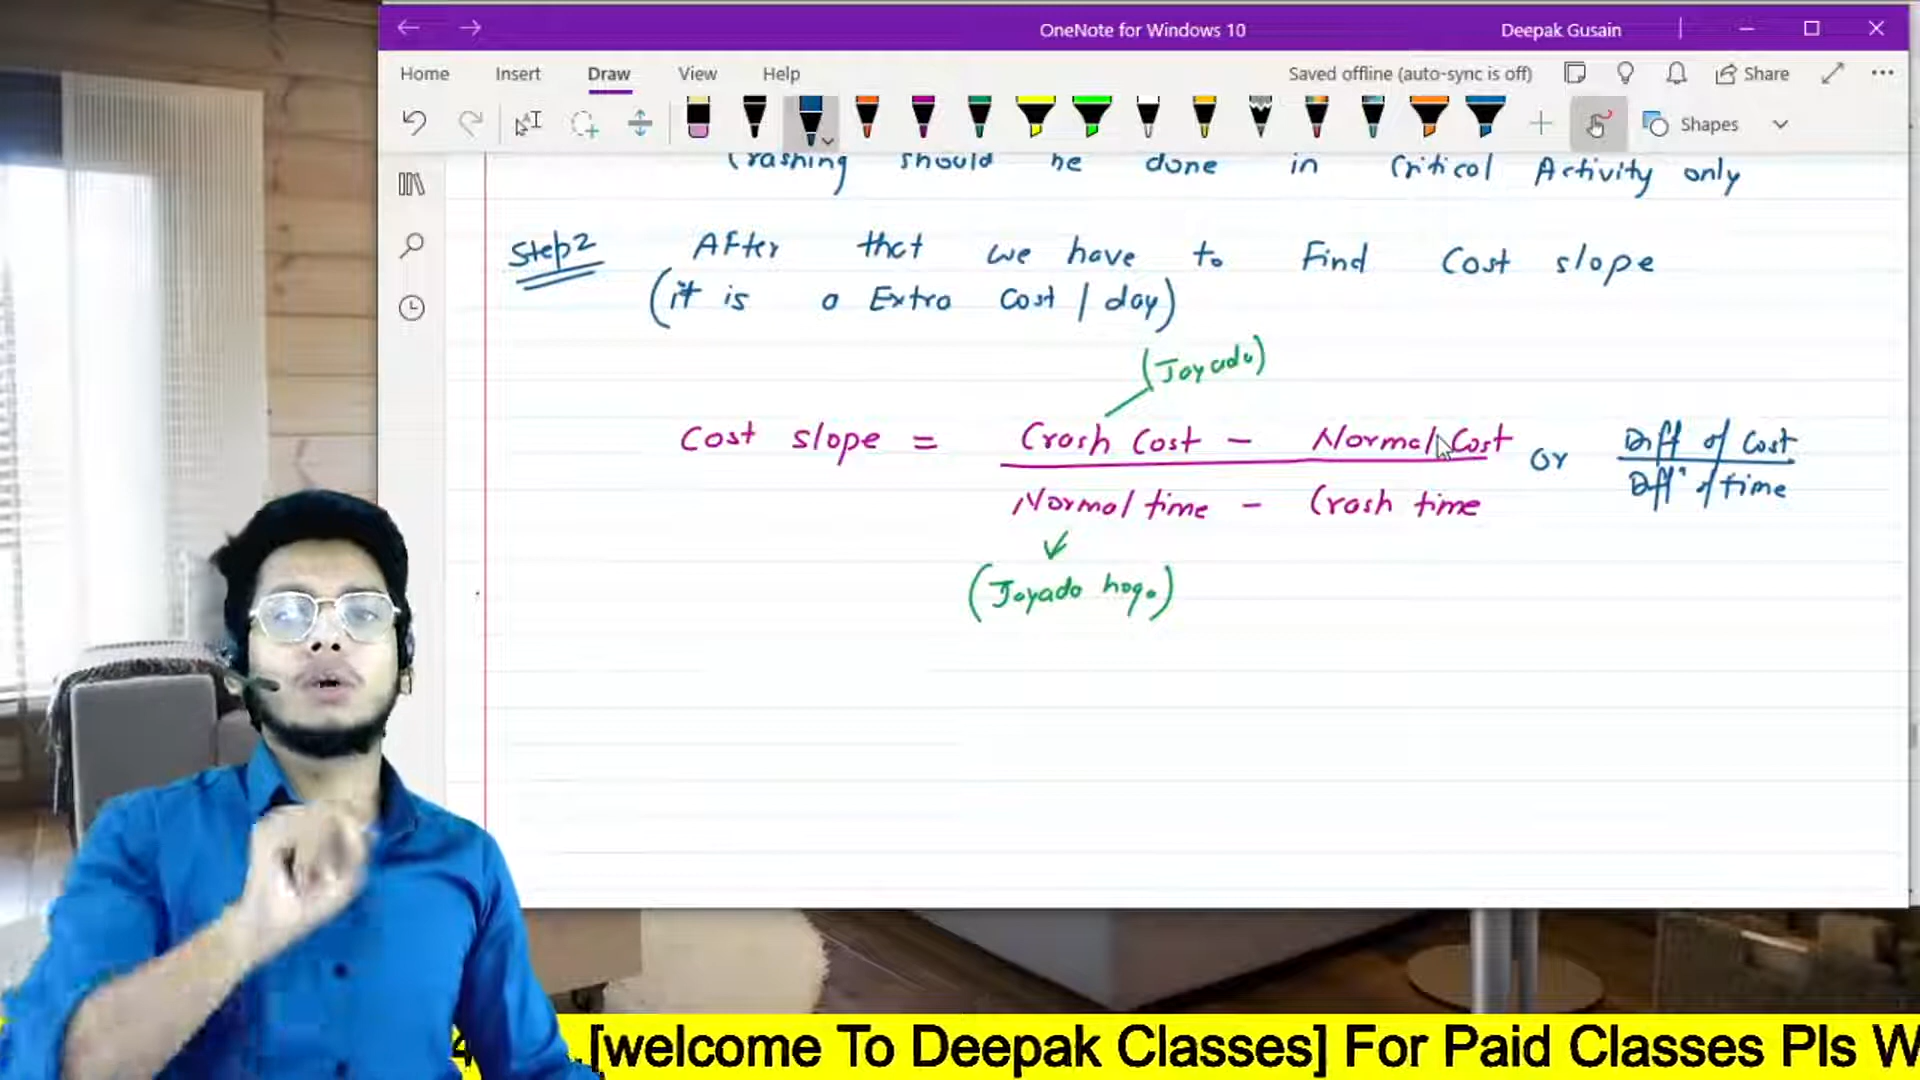 OneNote for Windows 10
Deepak Gusain
Home Insert Draw View Help
Saved offline (auto-sync is off) Share
Shapes
Crashing should be done in Critical Activity only
Step2 After that we have to Find Cost slope
(it is a Extra Cost / day)
(Jayada)
Cost slope = Crash Cost - Normal Cost or Diff of Cost
Normal time - Crash time Diff of time
(Jayada hoga)
[welcome To Deepak Classes] For Paid Classes Pls W